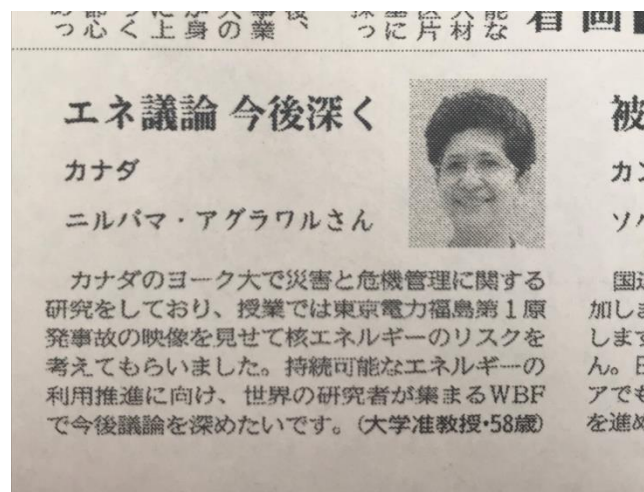 エネ議論 今後深く
カナダ
ニルパマ・アグラワルさん
カナダのヨーク大で災害と危機管理に関する
研究をしており、授業では東京電力福島第1原
発事故の映像を見せて核エネルギーのリスクを
考えてもらいました。持続可能なエネルギーの
利用推進に向け、世界の研究者が集まるWBF
で今後議論を深めたいです。(大学准教授・58歳)